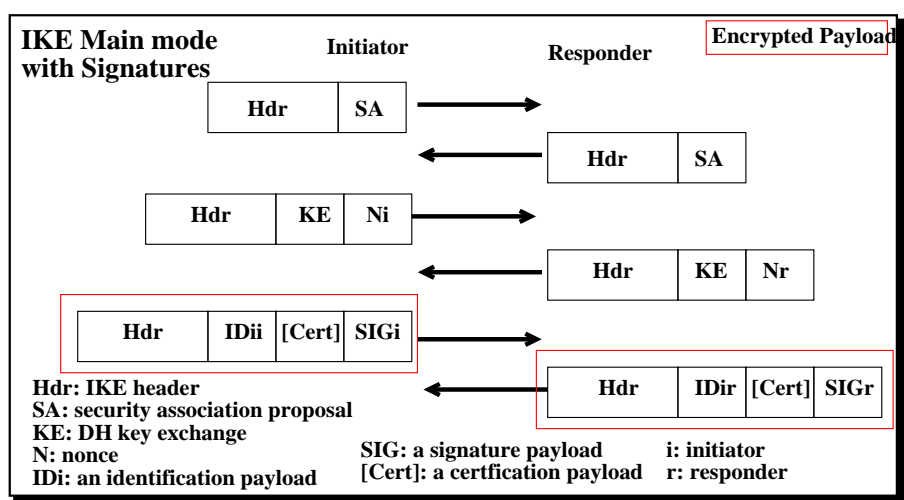 IKE Main mode
with Signatures
Initiator
Responder
Encrypted Payload
Hdr SA
Hdr SA
Hdr KE Ni
Hdr KE Nr
Hdr IDii [Cert] SIGi
Hdr IDir [Cert] SIGr
Hdr: IKE header
SA: security association proposal
KE: DH key exchange
N: nonce
IDi: an identification payload
SIG: a signature payload
[Cert]: a certfication payload
i: initiator
r: responder